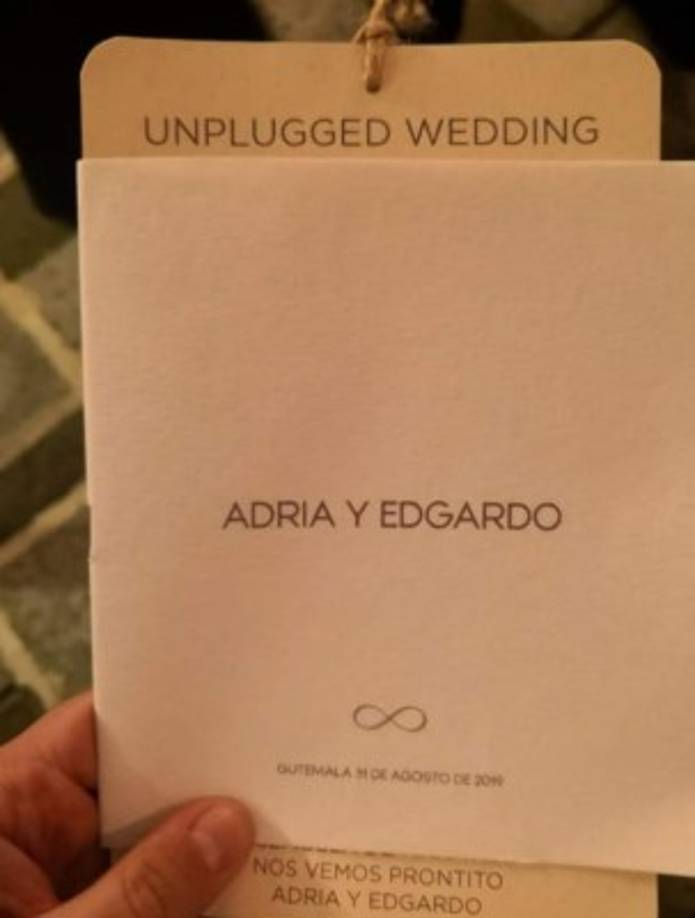 UNPLUGGED WEDDING
ADRIA Y EDGARDO
GUTEMALA 31 DE AGOSTO DE 2019
NOS VEMOS PRONTITO
ADRIA Y EDGARDO